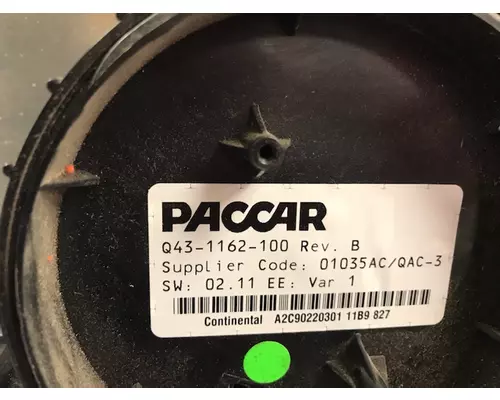 PACCAR
Q43-1162-100 Rev. B
Supplier Code: 01035AC/QAC-3
SW: 02.11 EE: Var 1
Continental A2C90220301 11B9 827